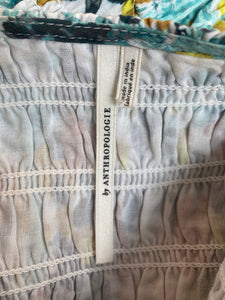 by ANTHROPOLOGIE
made in india
fabriqué en inde